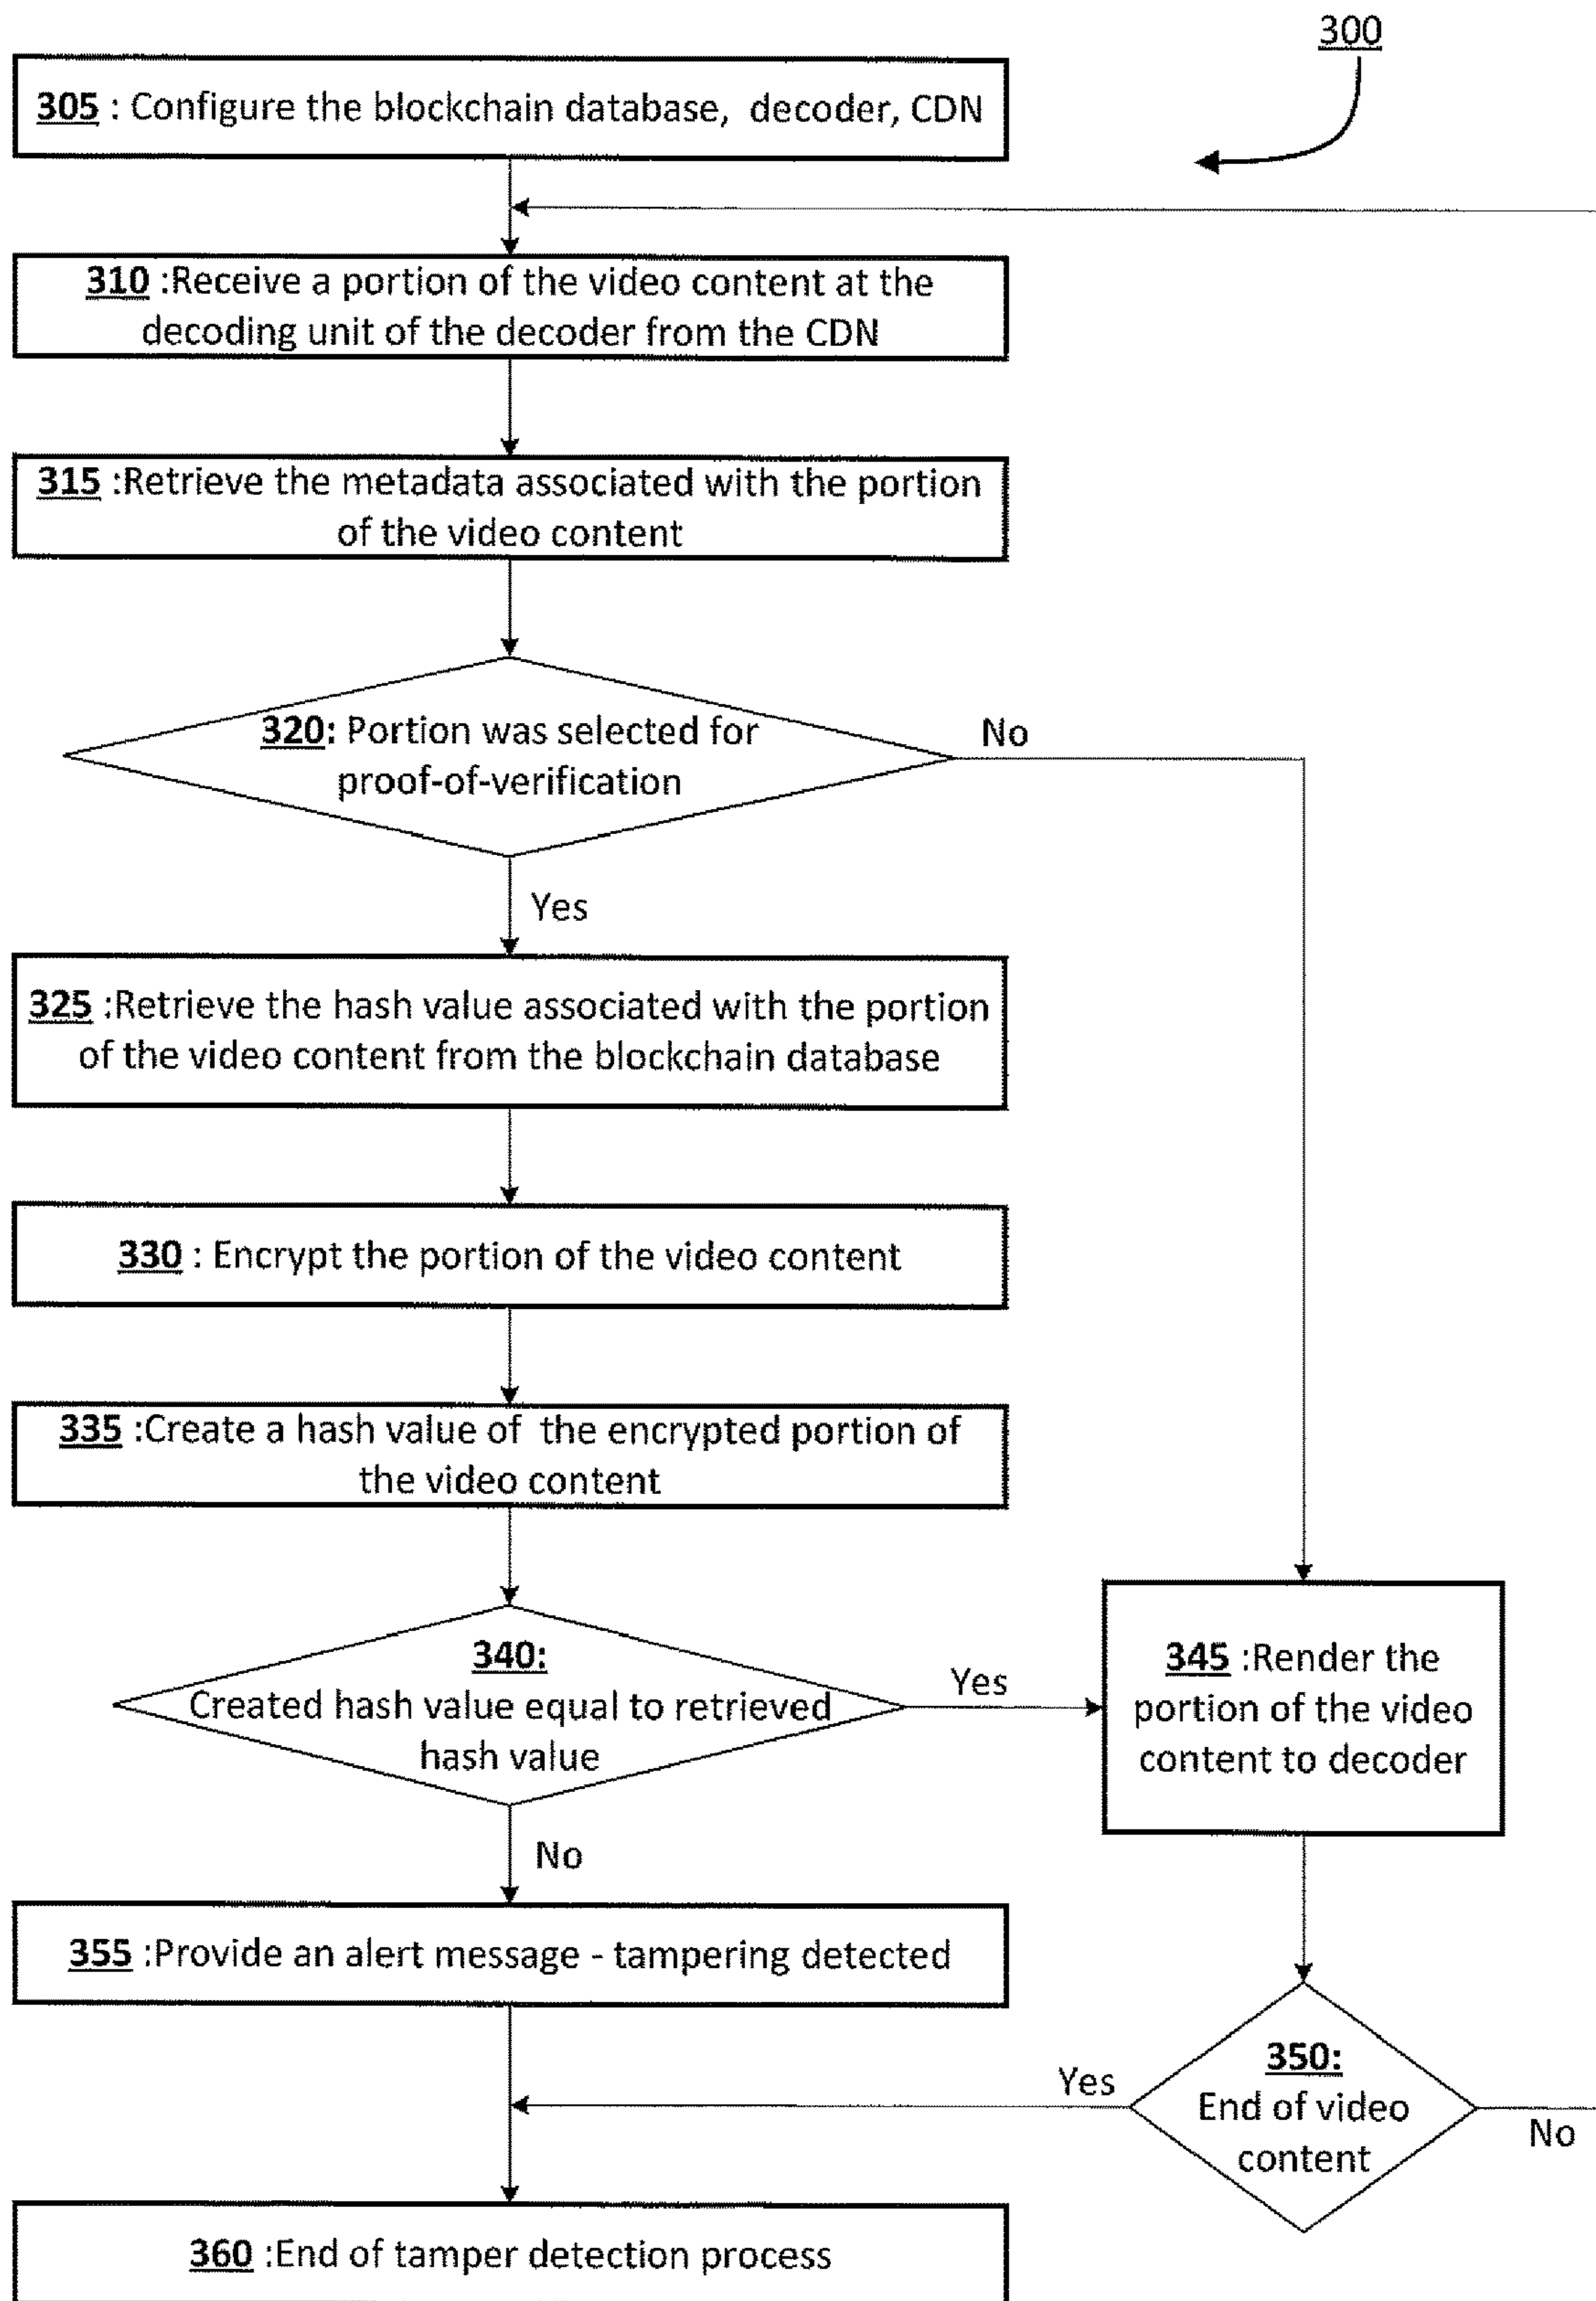 300
305 : Configure the blockchain database, decoder, CDN
310 :Receive a portion of the video content at the
decoding unit of the decoder from the CDN
315 :Retrieve the metadata associated with the portion
of the video content
320: Portion was selected for
proof-of-verification
No
Yes
325 :Retrieve the hash value associated with the portion
of the video content from the blockchain database
330 : Encrypt the portion of the video content
335 :Create a hash value of the encrypted portion of
the video content
340:
Created hash value equal to retrieved
hash value
Yes
345 :Render the
portion of the video
content to decoder
No
355 :Provide an alert message - tampering detected
350:
End of video
content
Yes
No
360 :End of tamper detection process